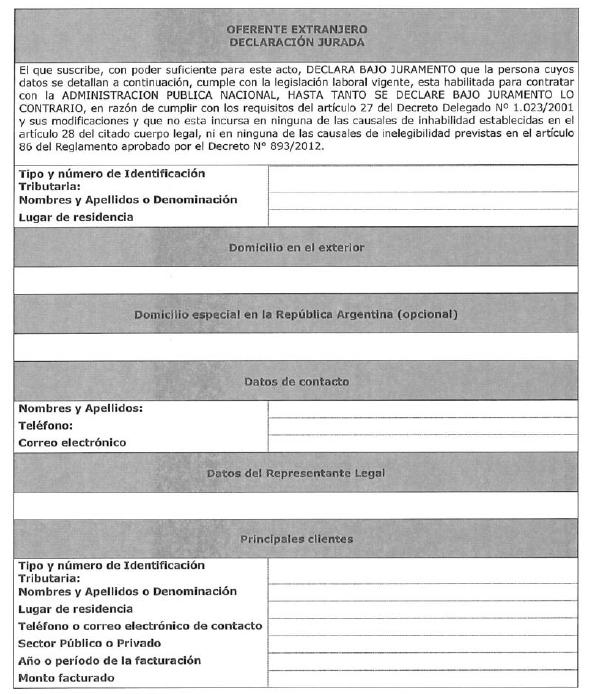 OFERENTE EXTRANJERO
DECLARACIÓN JURADA
El que suscribe, con poder suficiente para este acto, DECLARA BAJO JURAMENTO que la persona cuyos
datos se detallan a continuación, cumple con la legislación laboral vigente, esta habilitada para contratar
con la ADMINISTRACION PUBLICA NACIONAL, HASTA TANTO SE DECLARE BAJO JURAMENTO LO
CONTRARIO, en razón de cumplir con los requisitos del artículo 27 del Decreto Delegado Nº 1.023/2001
y sus modificaciones y que no esta incursa en ninguna de las causales de inhabilidad establecidas en el
artículo 28 del citado cuerpo legal, ni en ninguna de las causales de inelegibilidad previstas en el artículo
86 del Reglamento aprobado por el Decreto N° 893/2012.
Tipo y número de Identificación
Tributaria:
Nombres y Apellidos o Denominación
Lugar de residencia
Domicilio en el exterior
Domicilio especial en la República Argentina (opcional)
Datos de contacto
Nombres y Apellidos:
Teléfono:
Correo electrónico
Datos del Representante Legal
Principales clientes
Tipo y número de Identificación
Tributaria:
Nombres y Apellidos o Denominación
Lugar de residencia
Teléfono o correo electrónico de contacto
Sector Público o Privado
Año o período de la facturación
Monto facturado